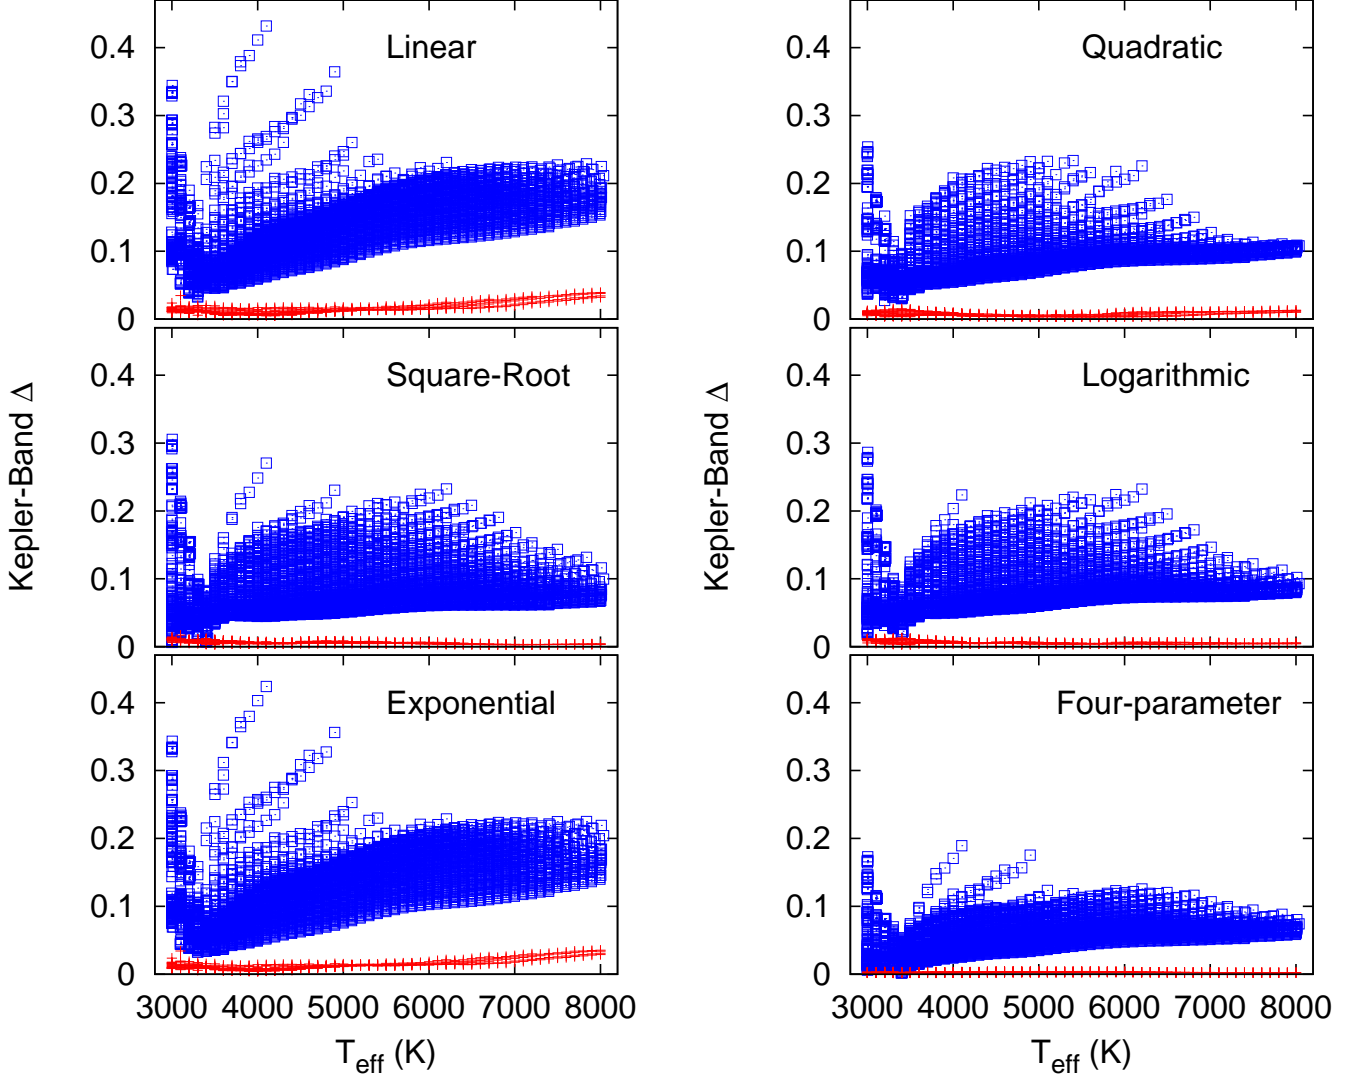 0.4
0.3
0.2
0.1
0
Linear
0.4
0.3
0.2
0.1
0
Quadratic
0.4
0.3
0.2
0.1
0
Square-Root
Kepler-Band Δ
0.4
0.3
0.2
0.1
0
Logarithmic
Kepler-Band Δ
0.4
0.3
0.2
0.1
0
Exponential
3000 4000 5000 6000 7000 8000
T_eff (K)
0.4
0.3
0.2
0.1
0
Four-parameter
3000 4000 5000 6000 7000 8000
T_eff (K)